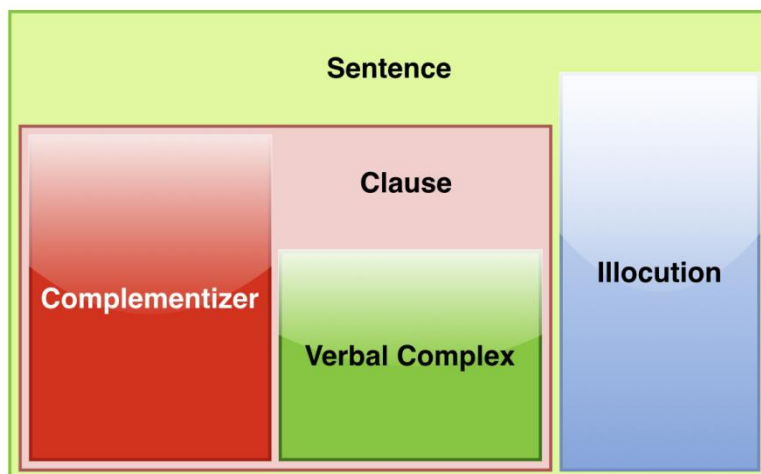 Sentence
Clause
Complementizer
Verbal Complex
Illocution